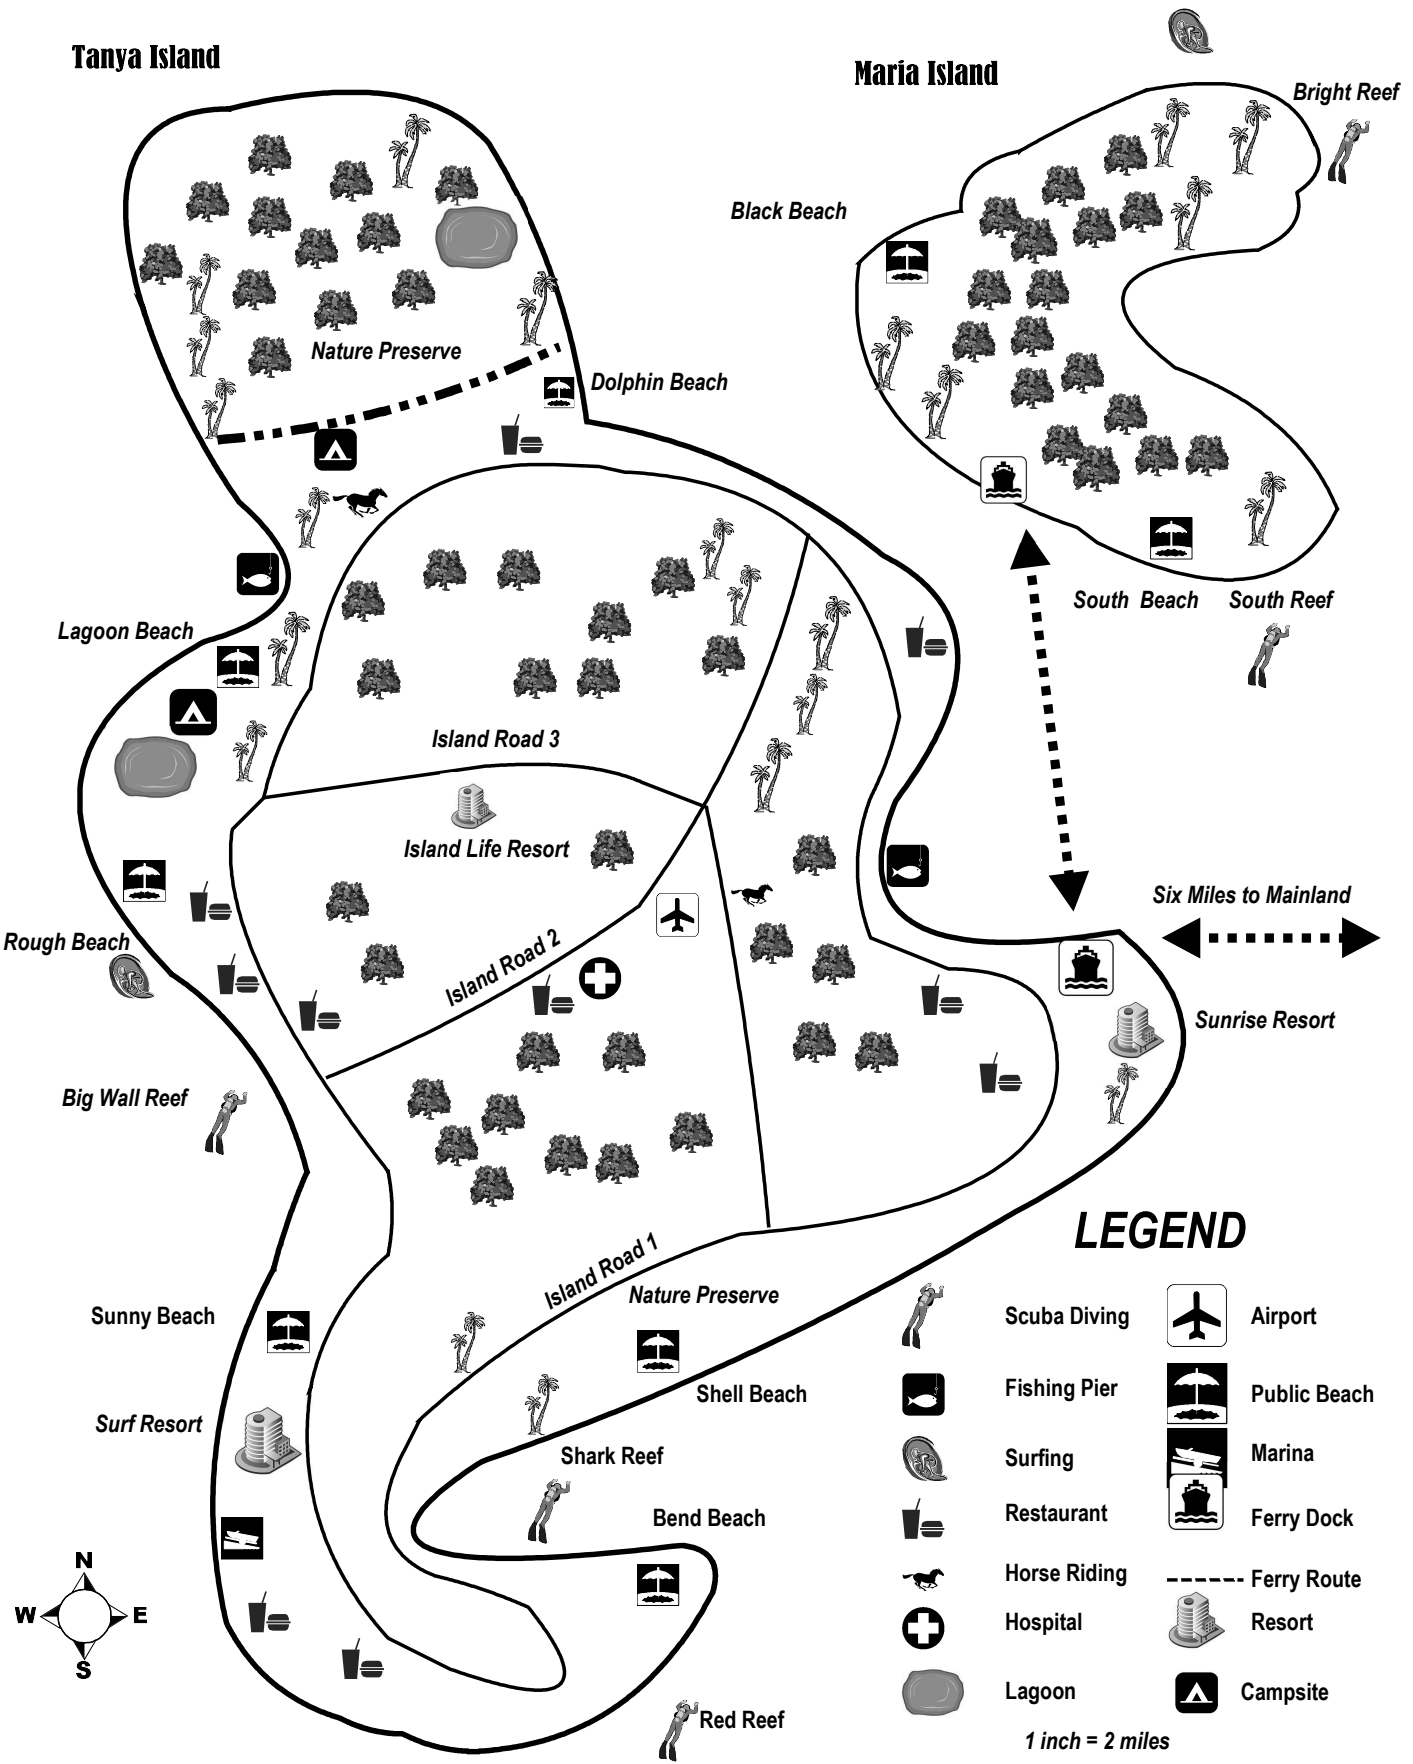 Tanya Island
Maria Island
Bright Reef
Black Beach
Nature Preserve
Dolphin Beach
Lagoon Beach
South Beach
South Reef
Island Road 3
Island Life Resort
Six Miles to Mainland
Rough Beach
Island Road 2
Sunrise Resort
Big Wall Reef
Island Road 1
Nature Preserve
Sunny Beach
Shell Beach
Surf Resort
Shark Reef
Bend Beach
Red Reef
N
W E
S
LEGEND
Scuba Diving
Airport
Fishing Pier
Public Beach
Surfing
Marina
Restaurant
Ferry Dock
Horse Riding
Ferry Route
Hospital
Resort
Lagoon
Campsite
1 inch = 2 miles